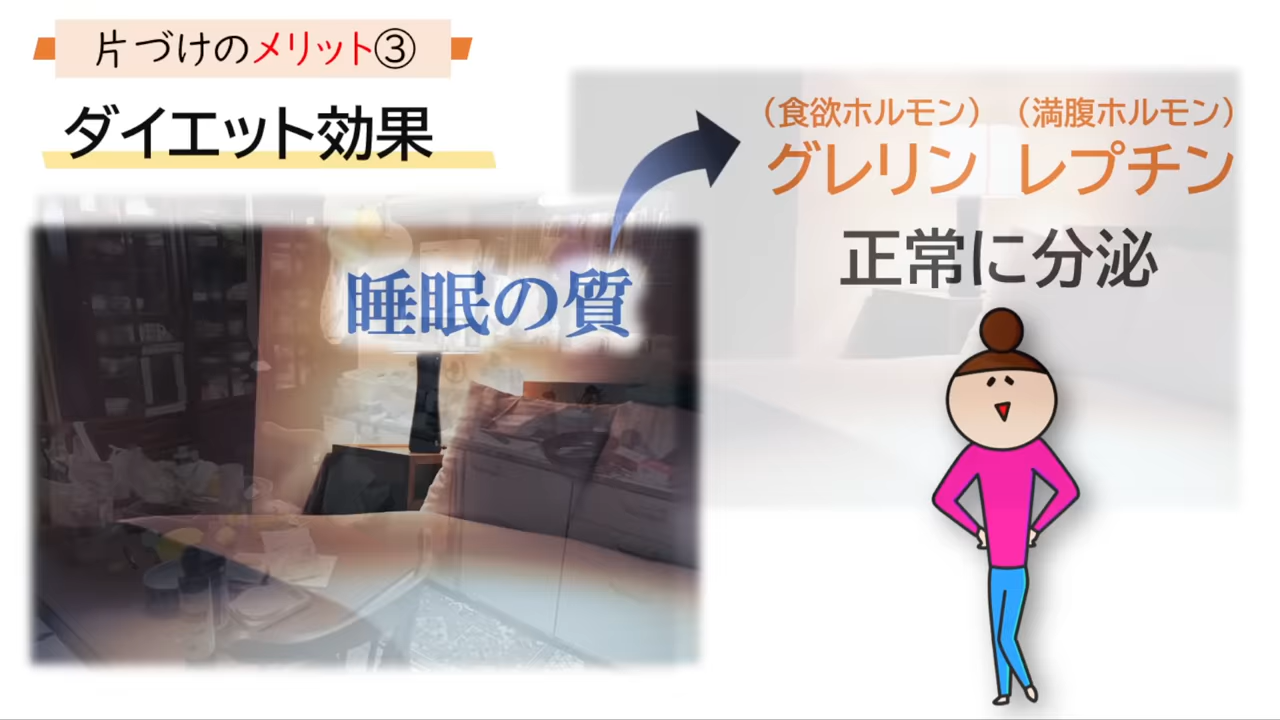 片づけのメリット③
ダイエット効果
（食欲ホルモン）（満腹ホルモン）
グレリン レプチン
正常に分泌
睡眠の質